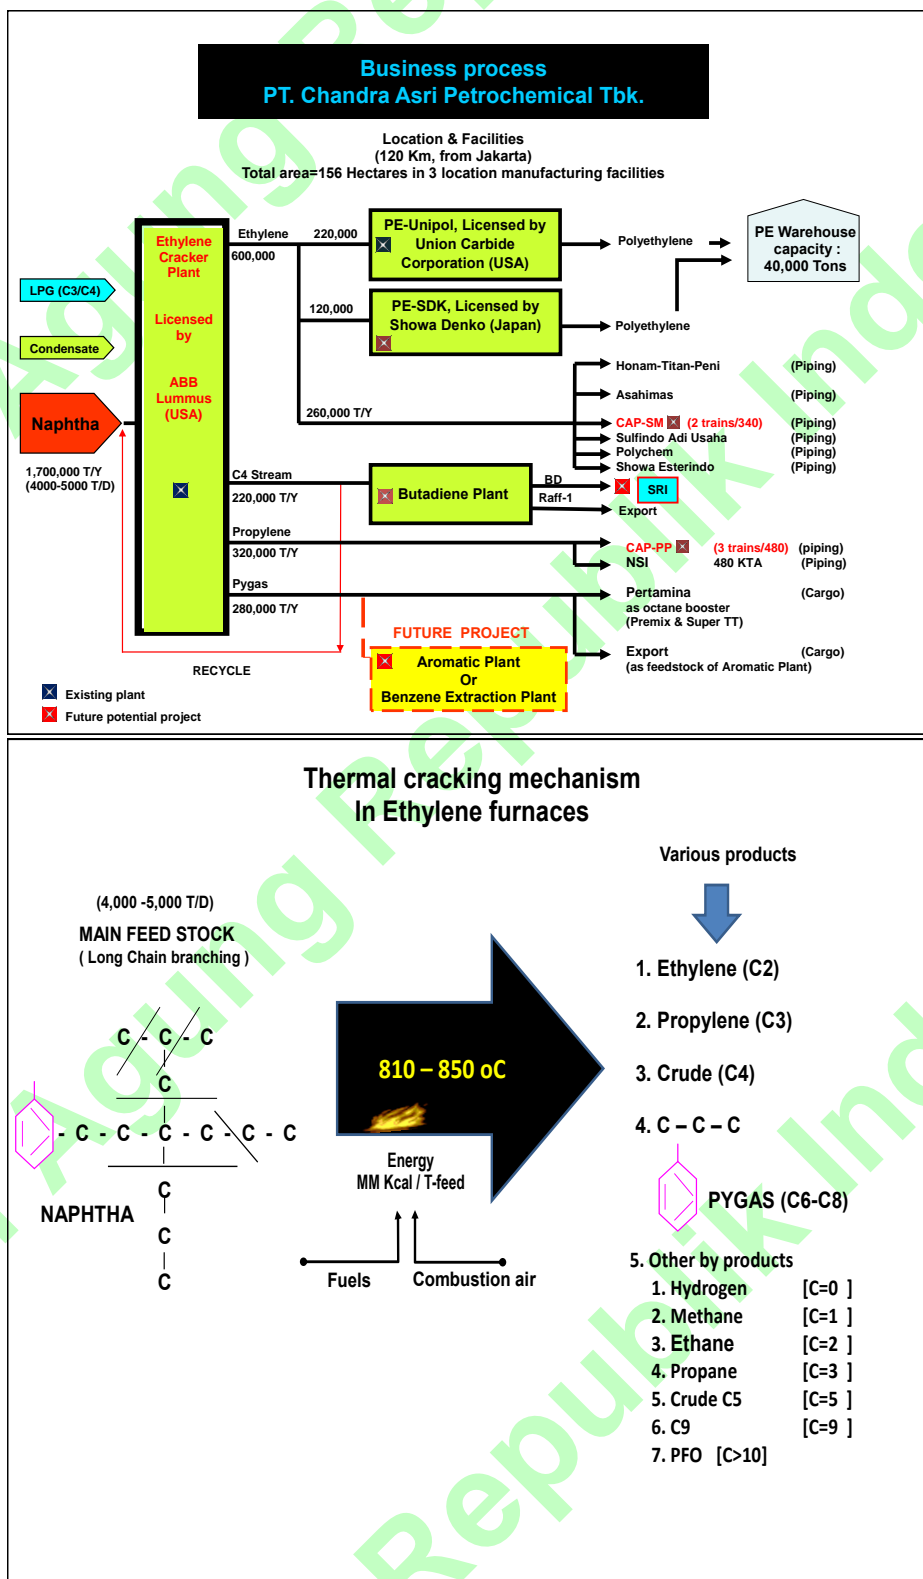 Business process
PT. Chandra Asri Petrochemical Tbk.
Location & Facilities
(120 Km, from Jakarta)
Total area=156 Hectares in 3 location manufacturing facilities
LPG (C3/C4)
Condensate
Naphtha
1,700,000 T/Y
(4000-5000 T/D)
Ethylene
Cracker
Plant
Licensed
by
ABB
Lummus
(USA)
Ethylene
600,000
220,000
PE-Unipol, Licensed by
Union Carbide
Corporation (USA)
Polyethylene
PE Warehouse
capacity :
40,000 Tons
120,000
PE-SDK, Licensed by
Showa Denko (Japan)
Polyethylene
260,000 T/Y
Honam-Titan-Peni (Piping)
Asahimas (Piping)
CAP-SM (2 trains/340) (Piping)
Sulfindo Adi Usaha (Piping)
Polychem (Piping)
Showa Esterindo (Piping)
C4 Stream
220,000 T/Y
Butadiene Plant
BD
SRI
Raff-1
Export
Propylene
320,000 T/Y
CAP-PP (3 trains/480) (piping)
NSI 480 KTA (Piping)
Pygas
280,000 T/Y
Pertamina (Cargo)
as octane booster
(Premix & Super TT)
FUTURE PROJECT
Aromatic Plant
Or
Benzene Extraction Plant
Export (Cargo)
(as feedstock of Aromatic Plant)
RECYCLE
Existing plant
Future potential project
Thermal cracking mechanism
In Ethylene furnaces
Various products
(4,000 -5,000 T/D)
MAIN FEED STOCK
( Long Chain branching )
C - C - C
C
- C - C - C - C - C - C
C
C
C
NAPHTHA
810 – 850 oC
Energy
MM Kcal / T-feed
Fuels
Combustion air
1. Ethylene (C2)
2. Propylene (C3)
3. Crude (C4)
4. C – C – C
PYGAS (C6-C8)
5. Other by products
1. Hydrogen [C=0 ]
2. Methane [C=1 ]
3. Ethane [C=2 ]
4. Propane [C=3 ]
5. Crude C5 [C=5 ]
6. C9 [C=9 ]
7. PFO [C>10]
Agung Republik Indo
Agung Republik Ind
Republik